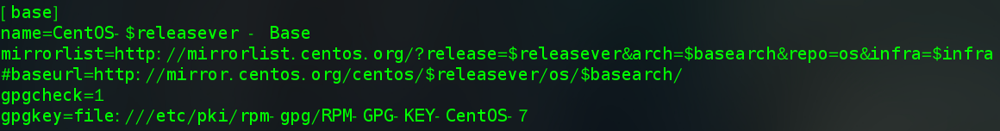 [base]
name=CentOS-$releasever - Base
mirrorlist=http://mirrorlist.centos.org/?release=$releasever&arch=$basearch&repo=os&infra=$infra
#baseurl=http://mirror.centos.org/centos/$releasever/os/$basearch/
gpgcheck=1
gpgkey=file:///etc/pki/rpm-gpg/RPM-GPG-KEY-CentOS-7